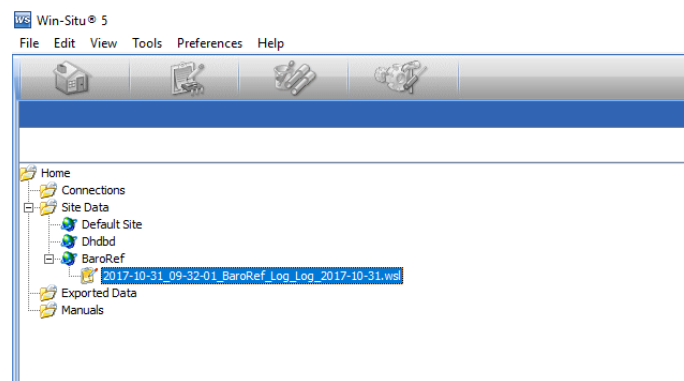 WS Win-Situ® 5
File Edit View Tools Preferences Help
Home
Connections
Site Data
Default Site
Dhdbd
BaroRef
2017-10-31_09-32-01_BaroRef_Log_Log_2017-10-31.wsl
Exported Data
Manuals